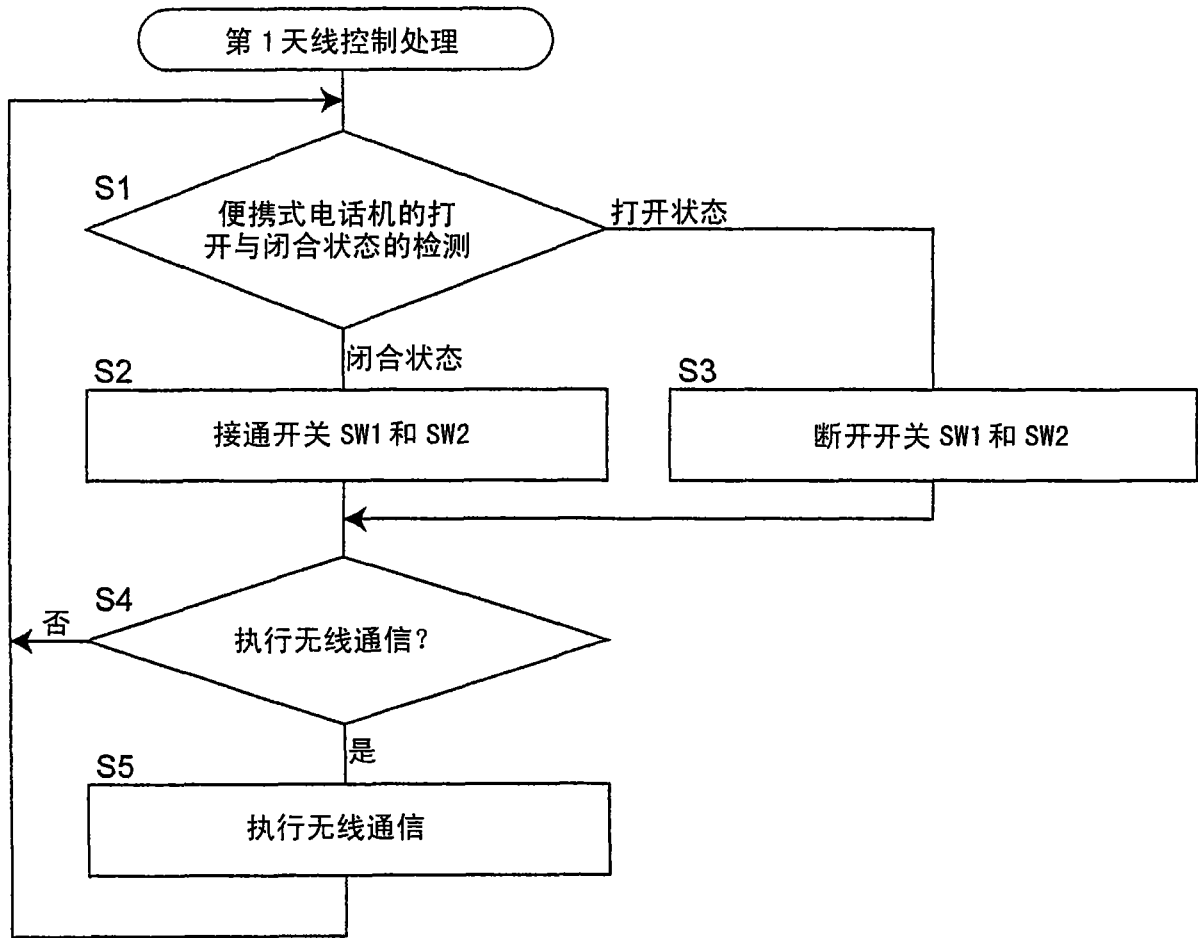 第1天线控制处理
S1
便携式电话机的打
开与闭合状态的检测
打开状态
闭合状态
S2
接通开关 SW1 和 SW2
S3
断开开关 SW1 和 SW2
S4
否
执行无线通信？
是
S5
执行无线通信